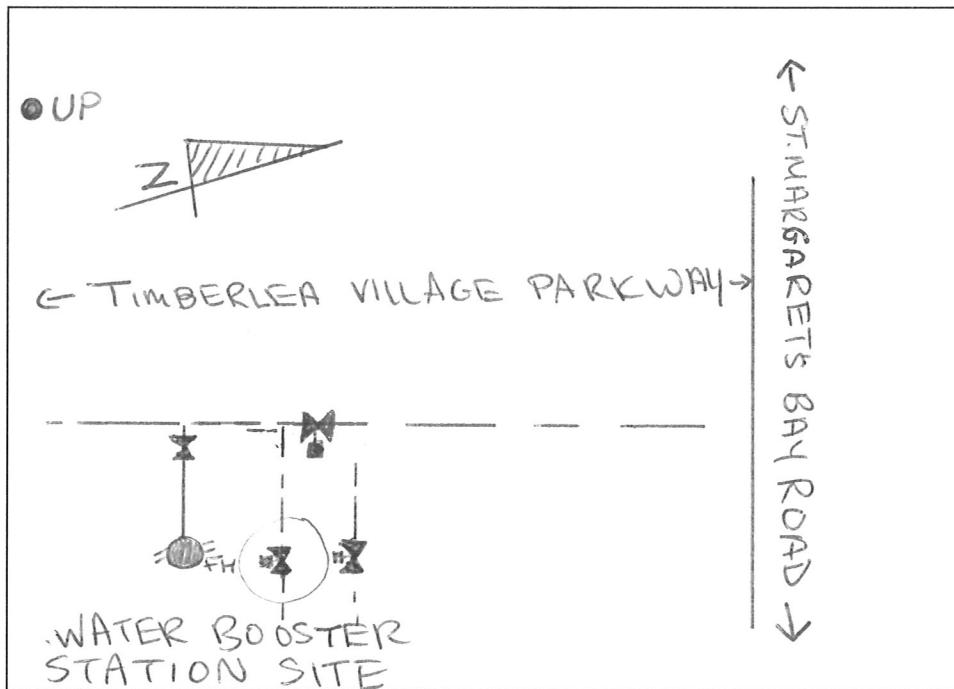 UP
N
← TIMBERLEA VILLAGE PARKWAY →
← ST. MARGARETS BAY ROAD →
FH
WATER BOOSTER
STATION SITE